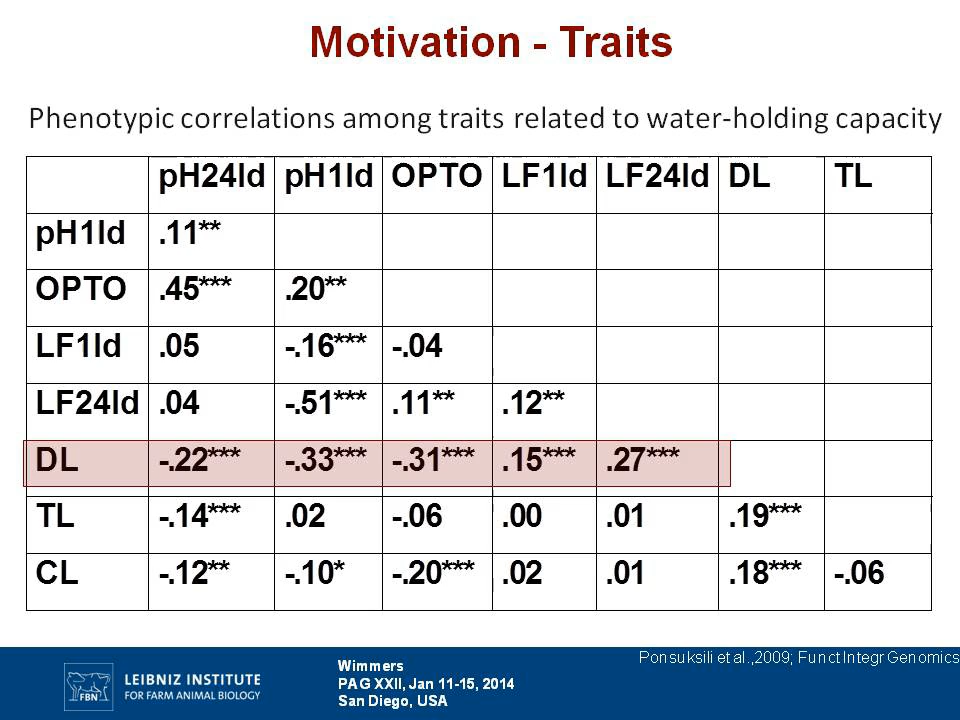 Motivation - Traits
Phenotypic correlations among traits related to water-holding capacity
pH24ld pH1ld OPTO LF1ld LF24ld DL TL
pH1ld .11**
OPTO .45*** .20**
LF1ld .05 -.16*** -.04
LF24ld .04 -.51*** .11** .12**
DL -.22*** -.33*** -.31*** .15*** .27***
TL -.14*** .02 -.06 .00 .01 .19***
CL -.12** -.10* -.20*** .02 .01 .18*** -.06
Ponsuksili et al.,2009; Funct Integr Genomics
FBN
LEIBNIZ INSTITUTE
FOR FARM ANIMAL BIOLOGY
Wimmers
PAG XXII, Jan 11-15, 2014
San Diego, USA